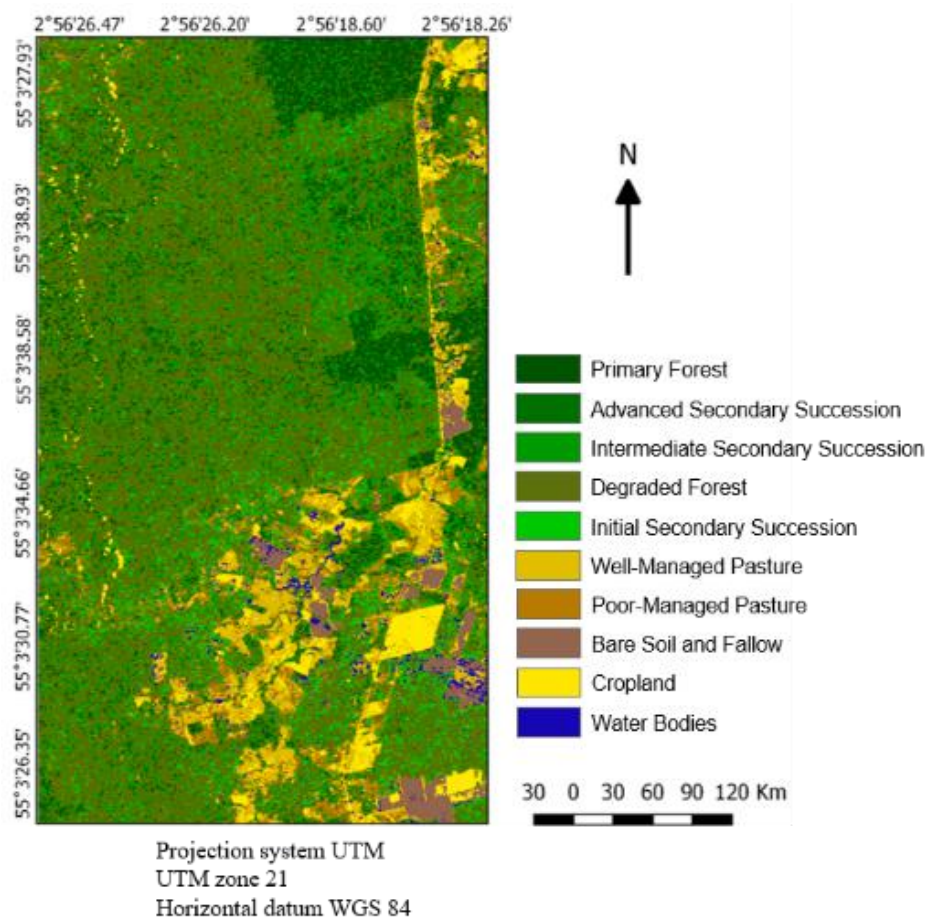 2°56'26.47' 2°56'26.20' 2°56'18.60' 2°56'18.26'
55°3'27.93'
55°3'38.93'
55°3'38.58'
55°3'34.66'
55°3'30.77'
55°3'26.35'
N
Primary Forest
Advanced Secondary Succession
Intermediate Secondary Succession
Degraded Forest
Initial Secondary Succession
Well-Managed Pasture
Poor-Managed Pasture
Bare Soil and Fallow
Cropland
Water Bodies
30 0 30 60 90 120 Km
Projection system UTM
UTM zone 21
Horizontal datum WGS 84